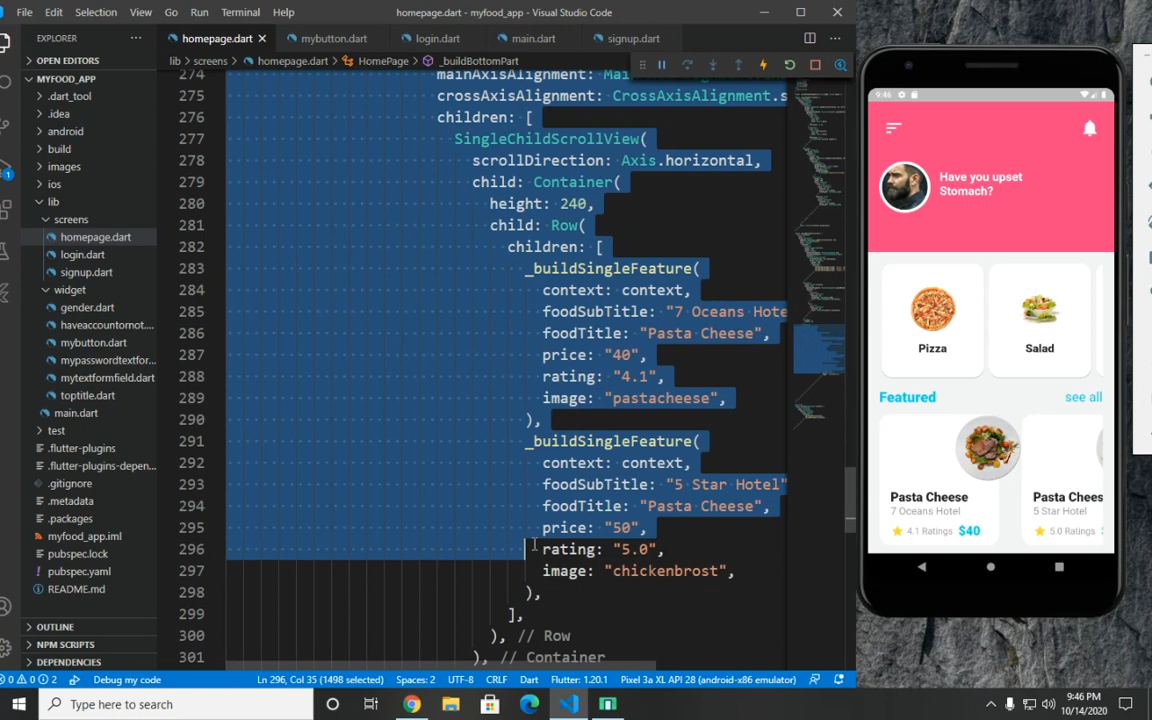 File Edit Selection View Go Run Terminal Help homepage.dart - myfood_app - Visual Studio Code
EXPLORER
OPEN EDITORS
MYFOOD_APP
.dart_tool
.idea
android
build
images
ios
lib
screens
homepage.dart
login.dart
signup.dart
widget
gender.dart
haveaccountornot....
mybutton.dart
mypasswordtextfor...
mytextformfield.dart
toptitle.dart
main.dart
test
.flutter-plugins
.flutter-plugins-depen...
.gitignore
.metadata
.packages
myfood_app.iml
pubspec.lock
pubspec.yaml
README.md
OUTLINE
NPM SCRIPTS
DEPENDENCIES
homepage.dart mybutton.dart login.dart main.dart signup.dart
lib > screens > homepage.dart > HomePage > _buildBottomPart
274 mainAxisAlignment:
275 crossAxisAlignment: CrossAxisAlignment.s
276 children: [
277 SingleChildScrollView(
278 scrollDirection: Axis.horizontal,
279 child: Container(
280 height: 240,
281 child: Row(
282 children: [
283 _buildSingleFeature(
284 context: context,
285 foodSubTitle: "7 Oceans Hote
286 foodTitle: "Pasta Cheese",
287 price: "40",
288 rating: "4.1",
289 image: "pastacheese",
290 ),
291 _buildSingleFeature(
292 context: context,
293 foodSubTitle: "5 Star Hotel"
294 foodTitle: "Pasta Cheese",
295 price: "50",
296 rating: "5.0",
297 image: "chickenbrost",
298 ),
299 ],
300 ), // Row
301 ), // Container
9:46
Have you upset
Stomach?
Pizza Salad
Featured see all
Pasta Cheese Pasta Chees
7 Oceans Hotel 5 Star Hotel
4.1 Ratings $40 5.0 Ratings
1
0 0 2 Debug my code Ln 296, Col 35 (1498 selected) Spaces: 2 UTF-8 CRLF Dart Flutter: 1.20.1 Pixel 3a XL API 28 (android-x86 emulator)
Type here to search
9:46 PM
10/14/2020